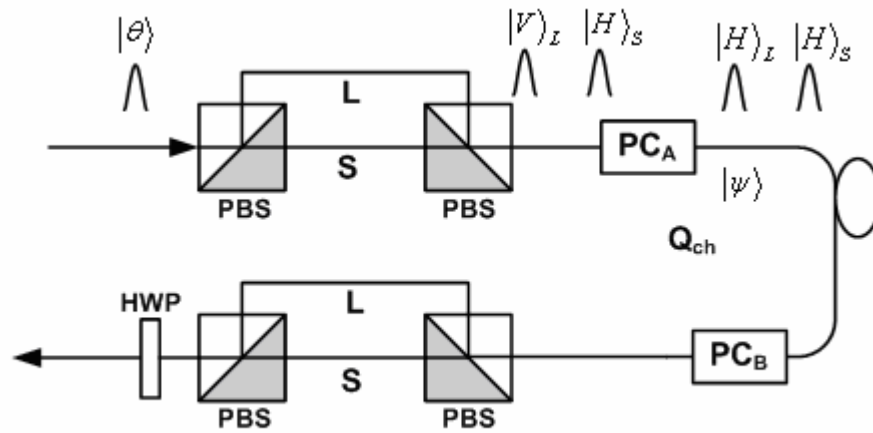 |θ⟩
|V⟩_L |H⟩_S |H⟩_L |H⟩_S
L
S
PBS PBS
PC_A
|ψ⟩
Q_ch
HWP
L
S
PBS PBS
PC_B